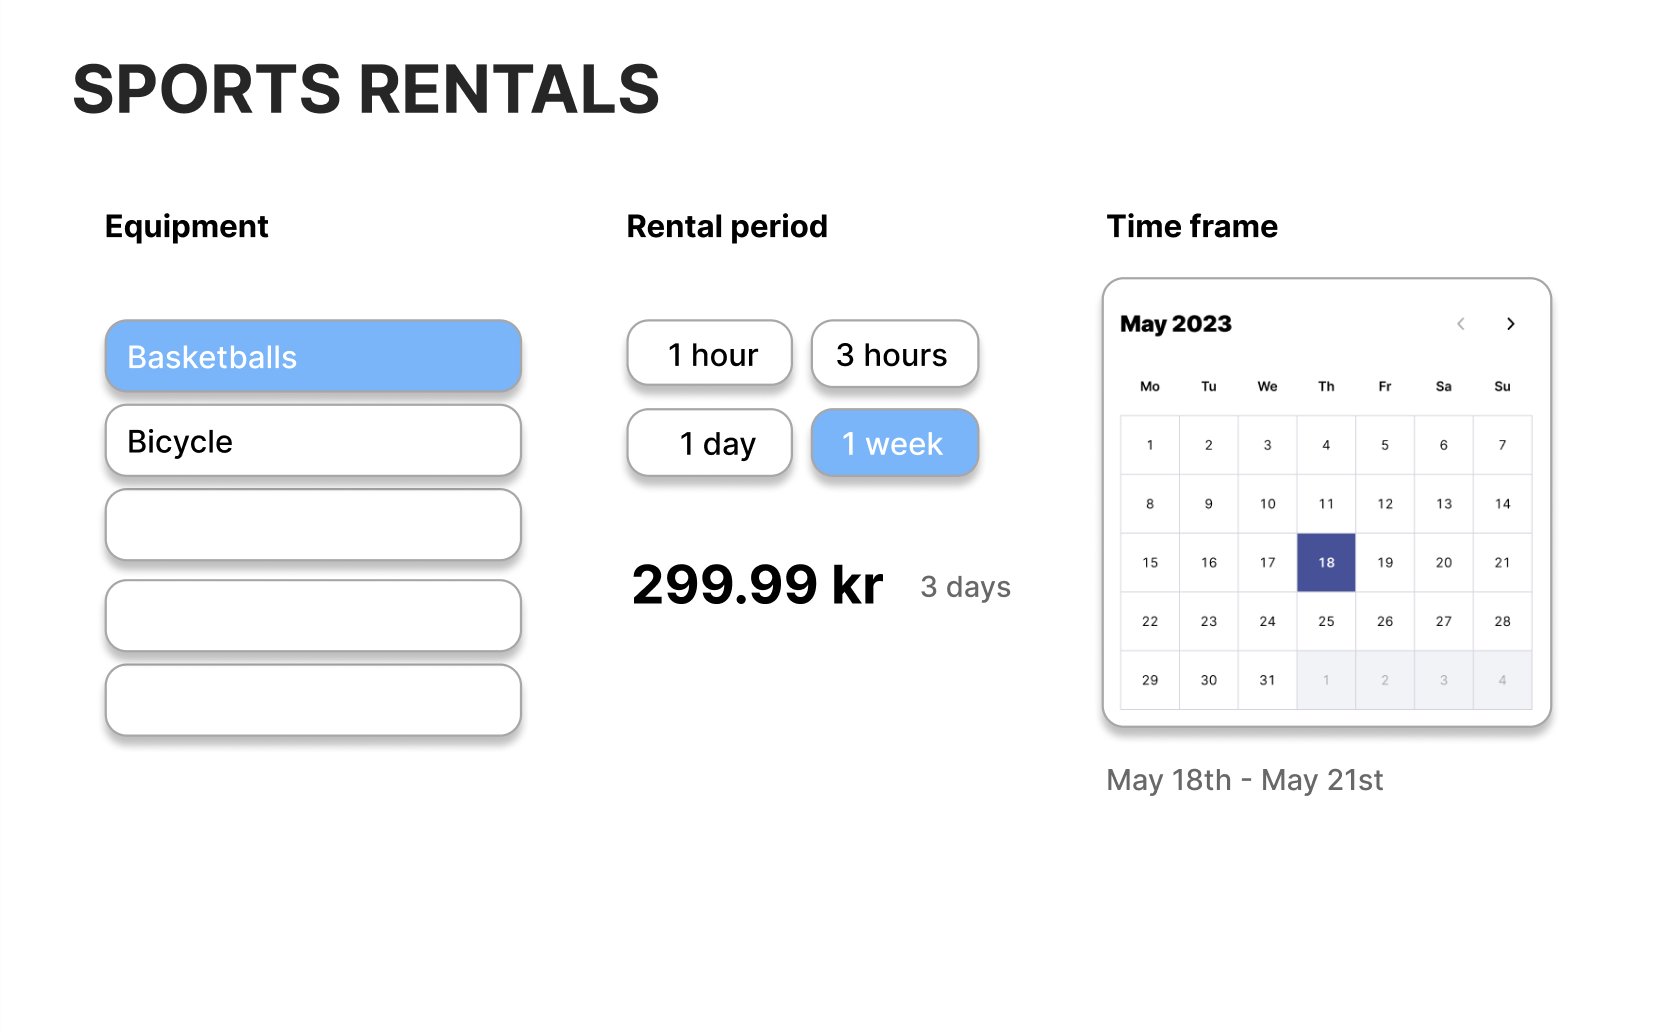 SPORTS RENTALS
Equipment
Basketballs
Bicycle
Rental period
1 hour
3 hours
1 day
1 week
299.99 kr
3 days
Time frame
May 2023
Mo Tu We Th Fr Sa Su
1 2 3 4 5 6 7
8 9 10 11 12 13 14
15 16 17 18 19 20 21
22 23 24 25 26 27 28
29 30 31 1 2 3 4
May 18th - May 21st